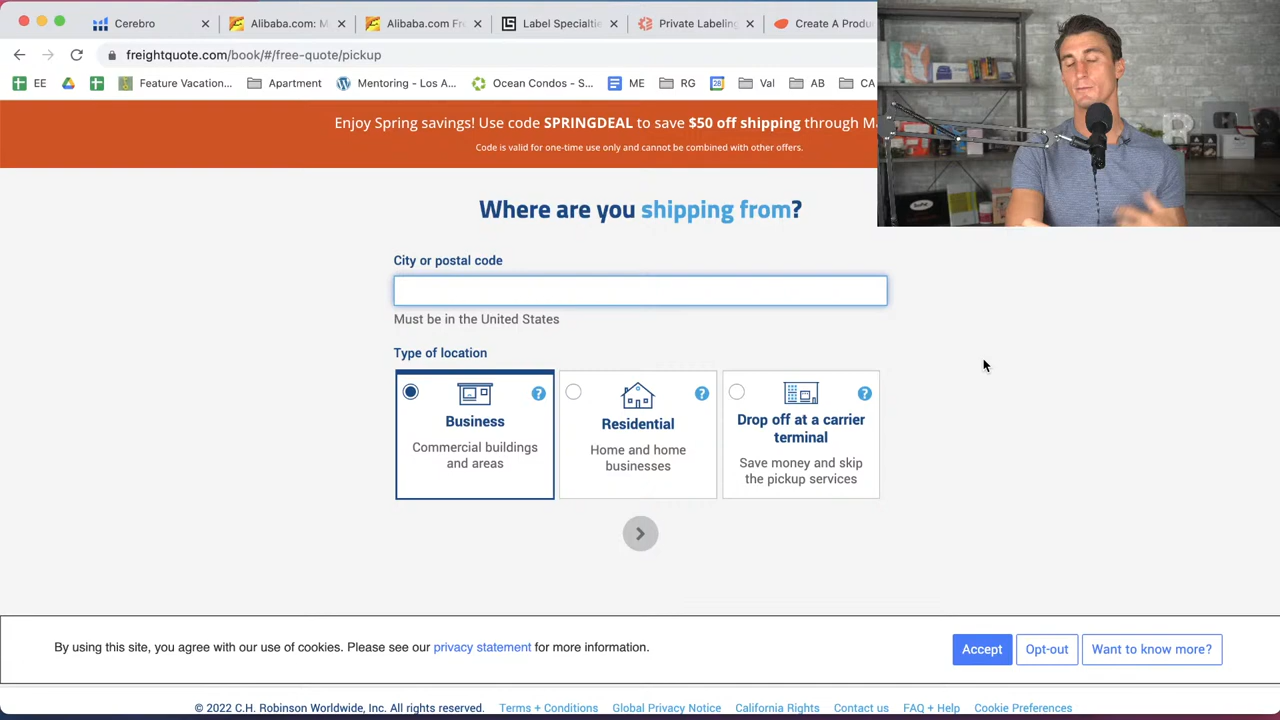 Cerebro
Alibaba.com: M
Alibaba.com Fr
Label Specialtie
Private Labeling
Create A Produ
freightquote.com/book/#/free-quote/pickup
EE
Feature Vacation...
Apartment
Mentoring - Los A...
Ocean Condos - S...
ME
RG
28
Val
AB
CA
Enjoy Spring savings! Use code SPRINGDEAL to save $50 off shipping through Ma
Code is valid for one-time use only and cannot be combined with other offers.
Where are you shipping from?
City or postal code
Must be in the United States
Type of location
Business
Commercial buildings
and areas
Residential
Home and home
businesses
Drop off at a carrier
terminal
Save money and skip
the pickup services
By using this site, you agree with our use of cookies. Please see our privacy statement for more information.
Accept
Opt-out
Want to know more?
© 2022 C.H. Robinson Worldwide, Inc. All rights reserved.
Terms + Conditions
Global Privacy Notice
California Rights
Contact us
FAQ + Help
Cookie Preferences